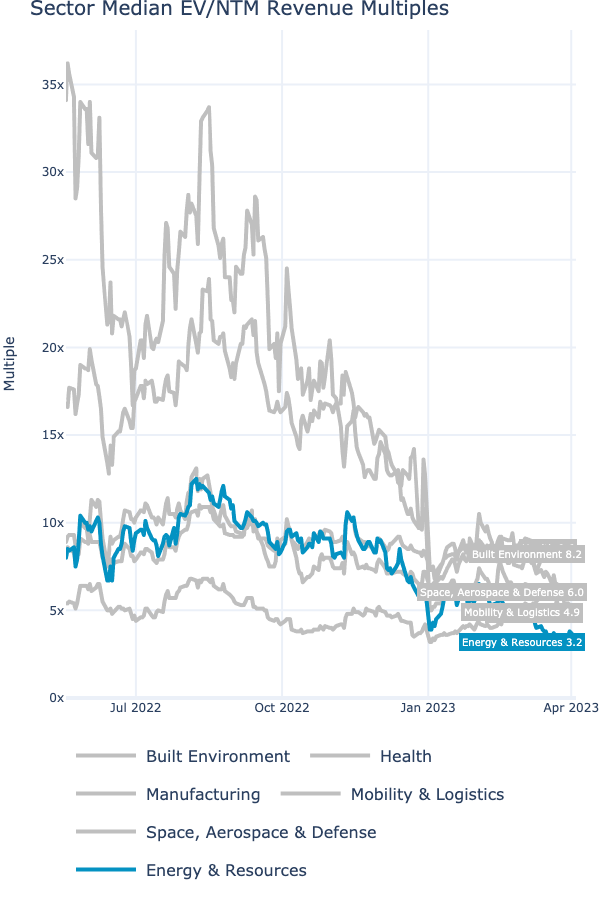 Sector Median EV/NTM Revenue Multiples
35x
30x
25x
20x
15x
10x
5x
0x
Multiple
Built Environment 8.2
Space, Aerospace & Defense 6.0
Mobility & Logistics 4.9
Energy & Resources 3.2
Jul 2022
Oct 2022
Jan 2023
Apr 2023
Built Environment
Health
Manufacturing
Mobility & Logistics
Space, Aerospace & Defense
Energy & Resources